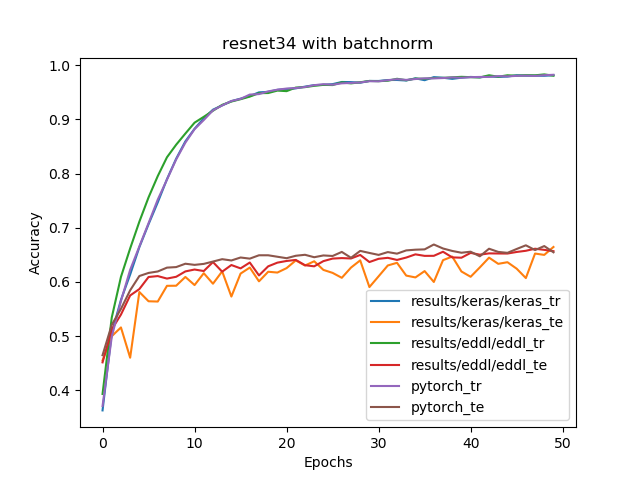 resnet34 with batchnorm
1.0
0.9
0.8
0.7
0.6
0.5
0.4
Accuracy
results/keras/keras_tr
results/keras/keras_te
results/eddl/eddl_tr
results/eddl/eddl_te
pytorch_tr
pytorch_te
0 10 20 30 40 50
Epochs